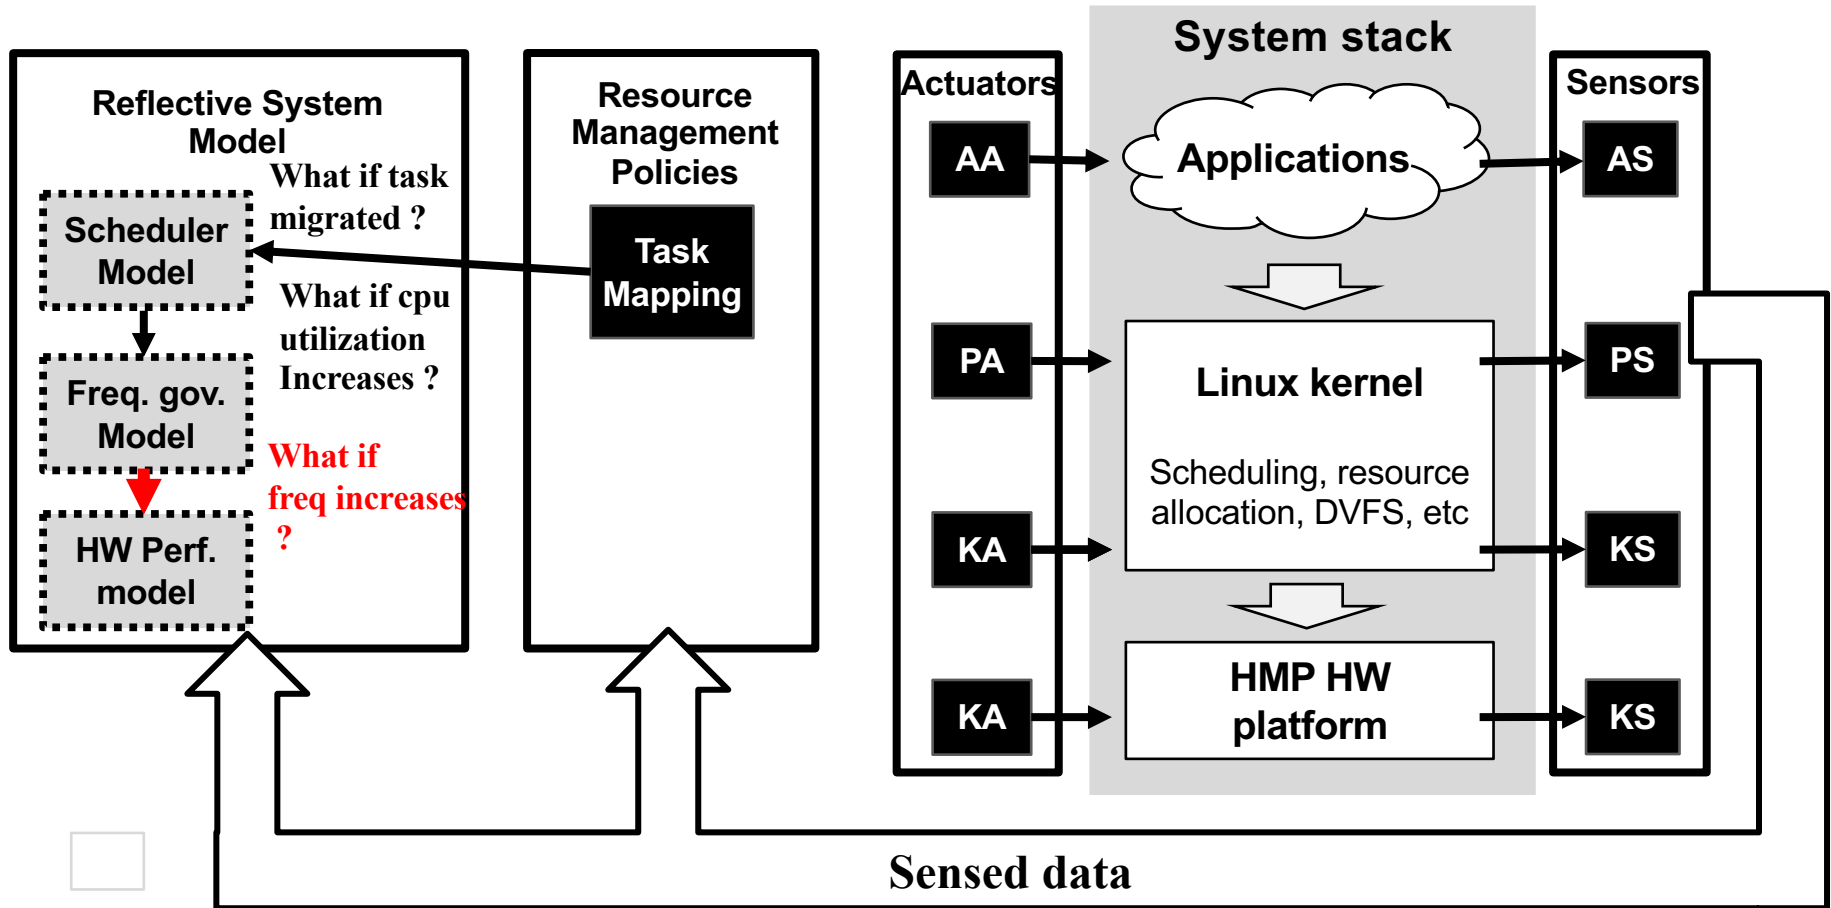 Reflective System
Model
What if task
migrated ?
Scheduler
Model
What if cpu
utilization
Increases ?
Freq. gov.
Model
What if
freq increases
?
HW Perf.
model
Resource
Management
Policies
Task
Mapping
Actuators
AA
PA
KA
KA
System stack
Applications
Linux kernel
Scheduling, resource
allocation, DVFS, etc
HMP HW
platform
Sensors
AS
PS
KS
KS
Sensed data